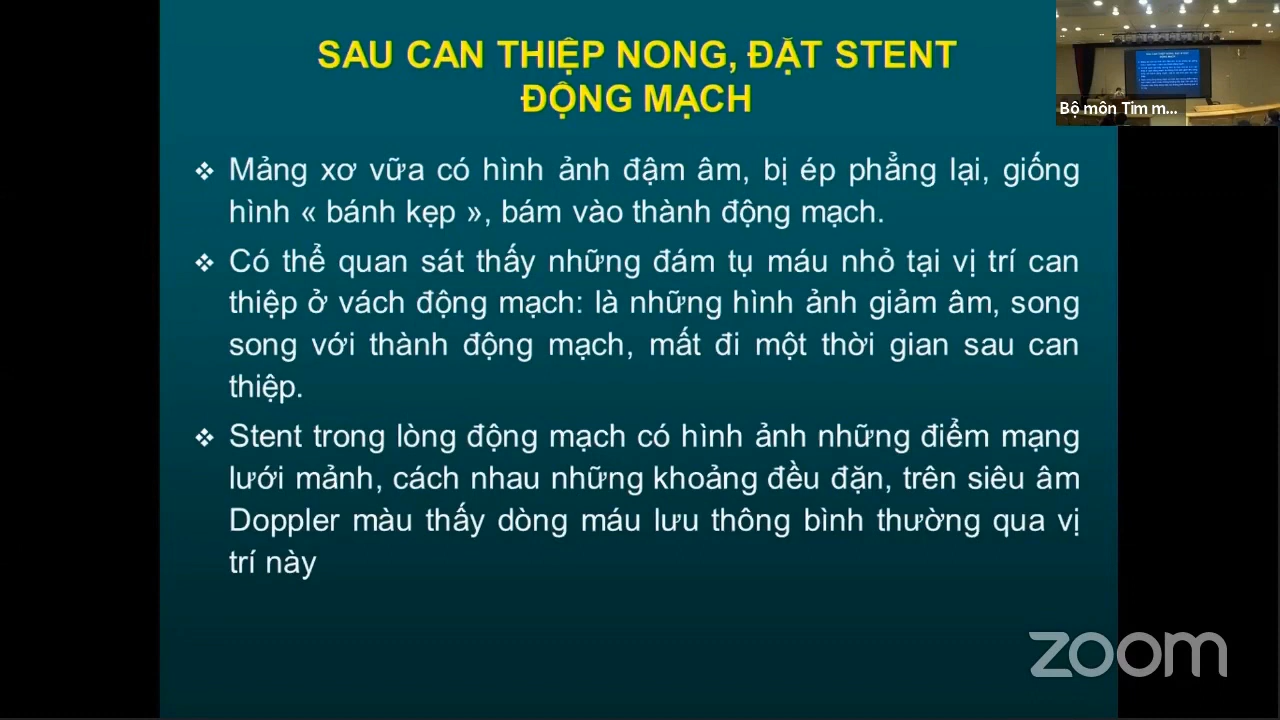 SAU CAN THIỆP NONG, ĐẶT STENT
ĐỘNG MẠCH
Bộ môn Tim m...
❖ Mảng xơ vữa có hình ảnh đậm âm, bị ép phẳng lại, giống
hình « bánh kẹp », bám vào thành động mạch.
❖ Có thể quan sát thấy những đám tụ máu nhỏ tại vị trí can
thiệp ở vách động mạch: là những hình ảnh giảm âm, song
song với thành động mạch, mất đi một thời gian sau can
thiệp.
❖ Stent trong lòng động mạch có hình ảnh những điểm mạng
lưới mảnh, cách nhau những khoảng đều đặn, trên siêu âm
Doppler màu thấy dòng máu lưu thông bình thường qua vị
trí này
zoom